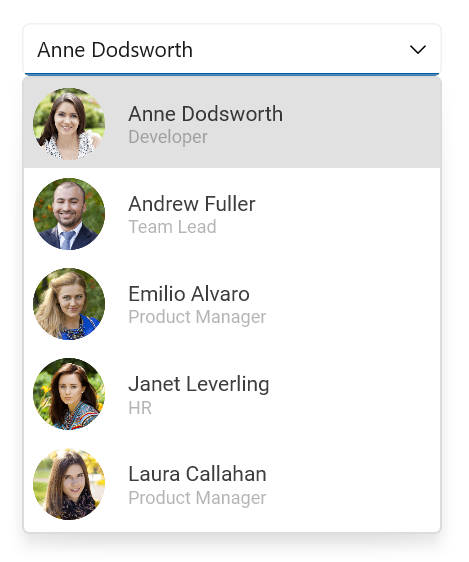 Anne Dodsworth
Anne Dodsworth
Developer
Andrew Fuller
Team Lead
Emilio Alvaro
Product Manager
Janet Leverling
HR
Laura Callahan
Product Manager